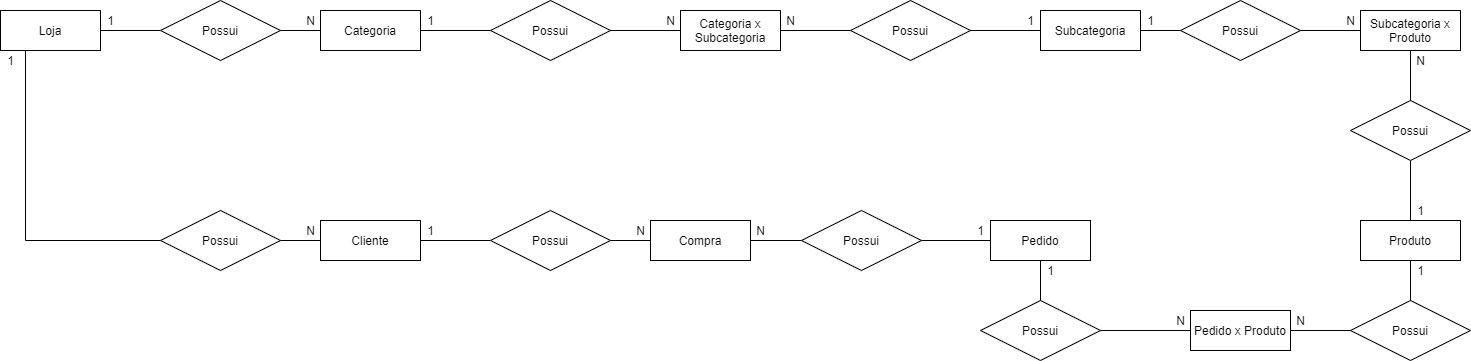 Loja
1
Possui
N
Categoria
1
Possui
N
Categoria x
Subcategoria
N
Possui
1
Subcategoria
1
Possui
N
Subcategoria x
Produto
1
N
Possui
1
Possui
N
Cliente
1
Possui
N
Compra
N
Possui
1
Pedido
Produto
1
1
Possui
N
Pedido x Produto
N
Possui